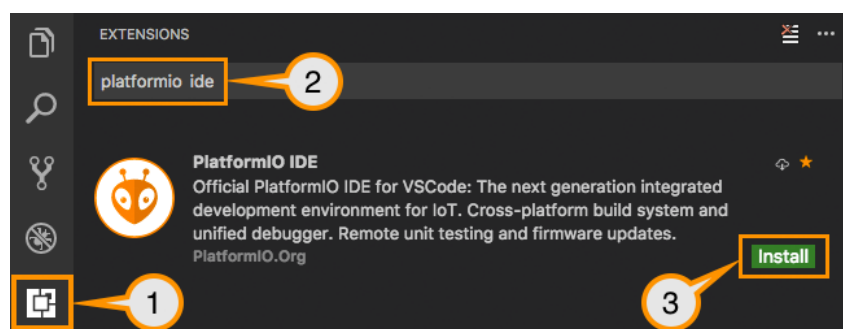 EXTENSIONS
platformio ide
2
PlatformIO IDE
Official PlatformIO IDE for VSCode: The next generation integrated
development environment for IoT. Cross-platform build system and
unified debugger. Remote unit testing and firmware updates.
PlatformIO.Org
Install
1
3